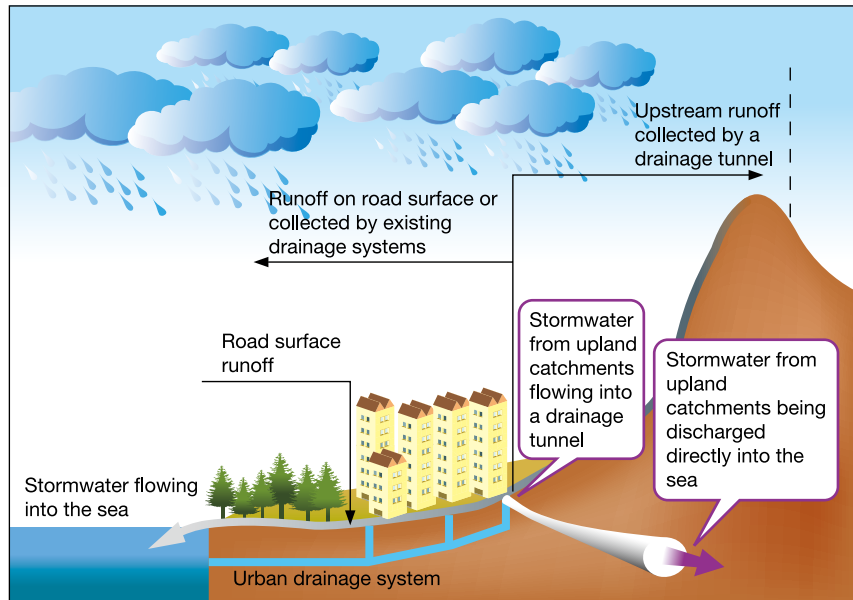 Upstream runoff
collected by a
drainage tunnel
Runoff on road surface or
collected by existing
drainage systems
Road surface
runoff
Stormwater
from upland
catchments
flowing into
a drainage
tunnel
Stormwater from
upland
catchments being
discharged
directly into the
sea
Stormwater flowing
into the sea
Urban drainage system